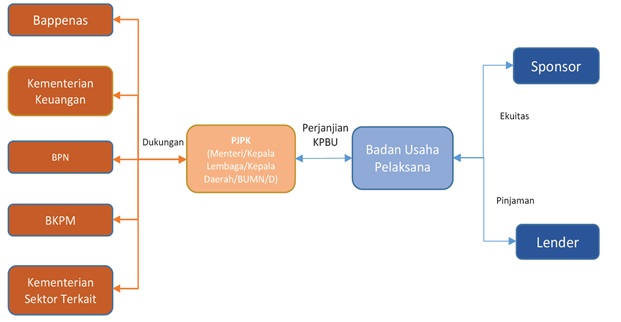 Bappenas
Kementerian
Keuangan
BPN
BKPM
Kementerian
Sektor Terkait
Dukungan
PJPK
(Menteri/Kepala
Lembaga/Kepala
Daerah/BUMN/D)
Perjanjian
KPBU
Badan Usaha
Pelaksana
Sponsor
Ekuitas
Pinjaman
Lender